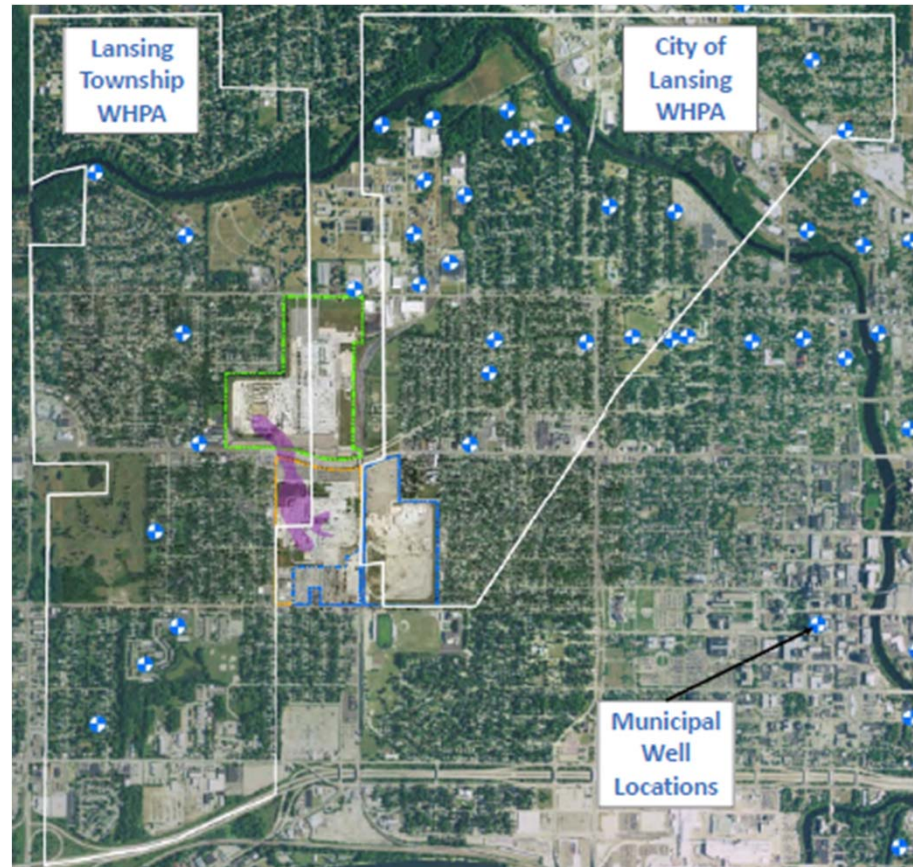 Lansing
Township
WHPA
City of
Lansing
WHPA
Municipal
Well
Locations